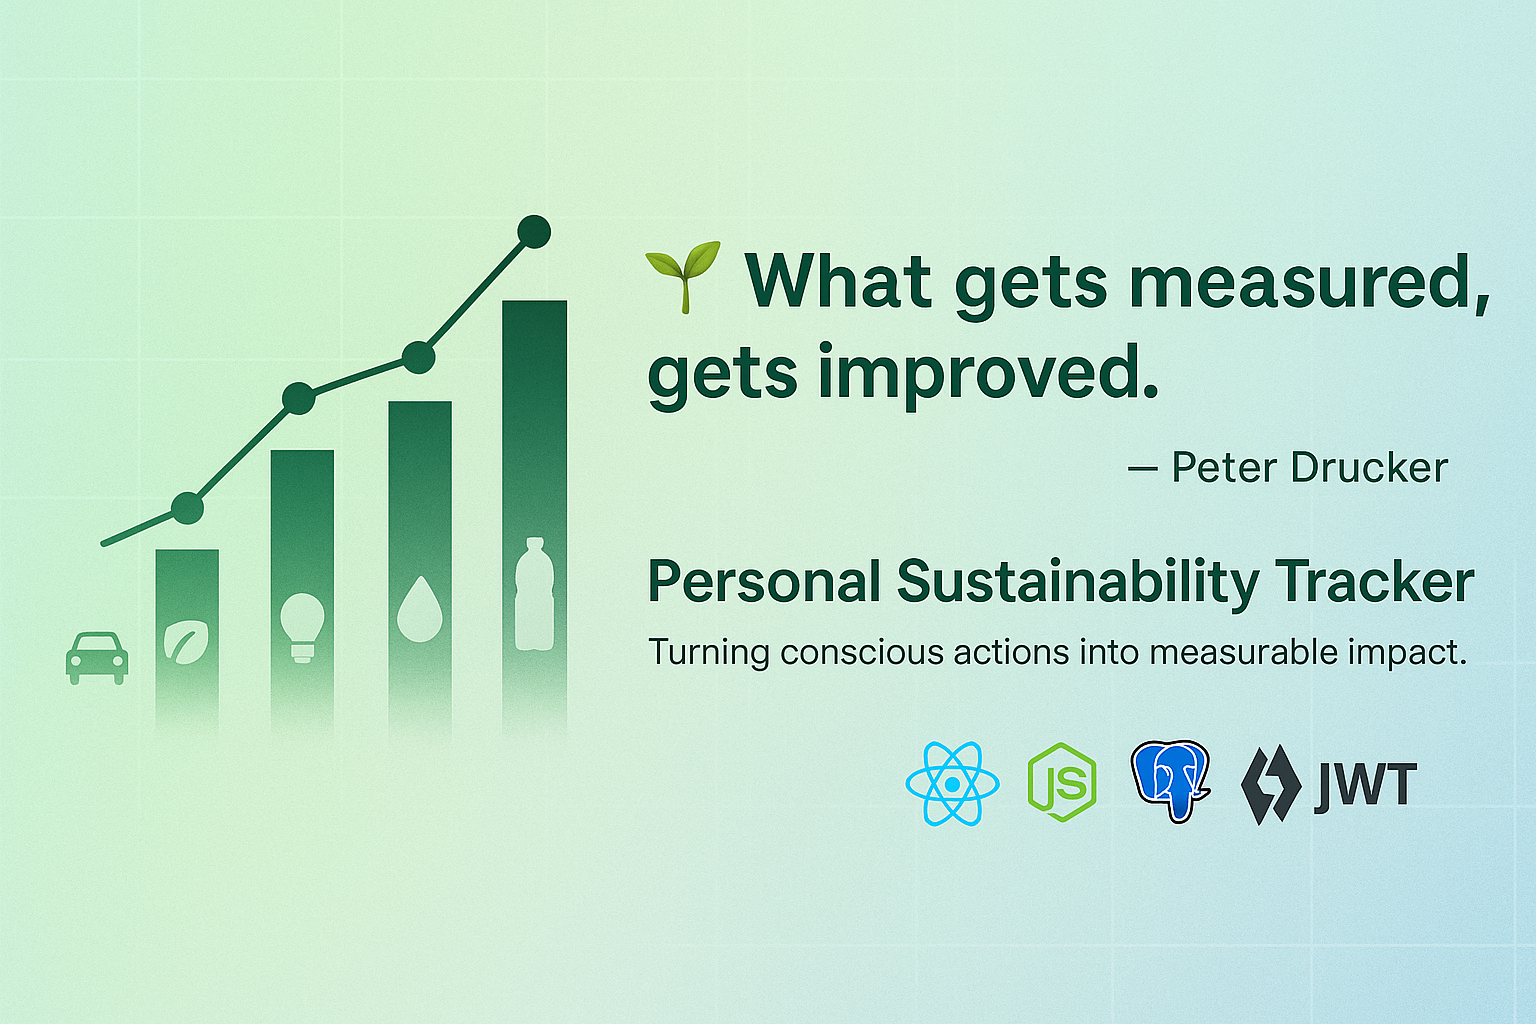 🌱 What gets measured,
gets improved.
— Peter Drucker
Personal Sustainability Tracker
Turning conscious actions into measurable impact.
JS JWT